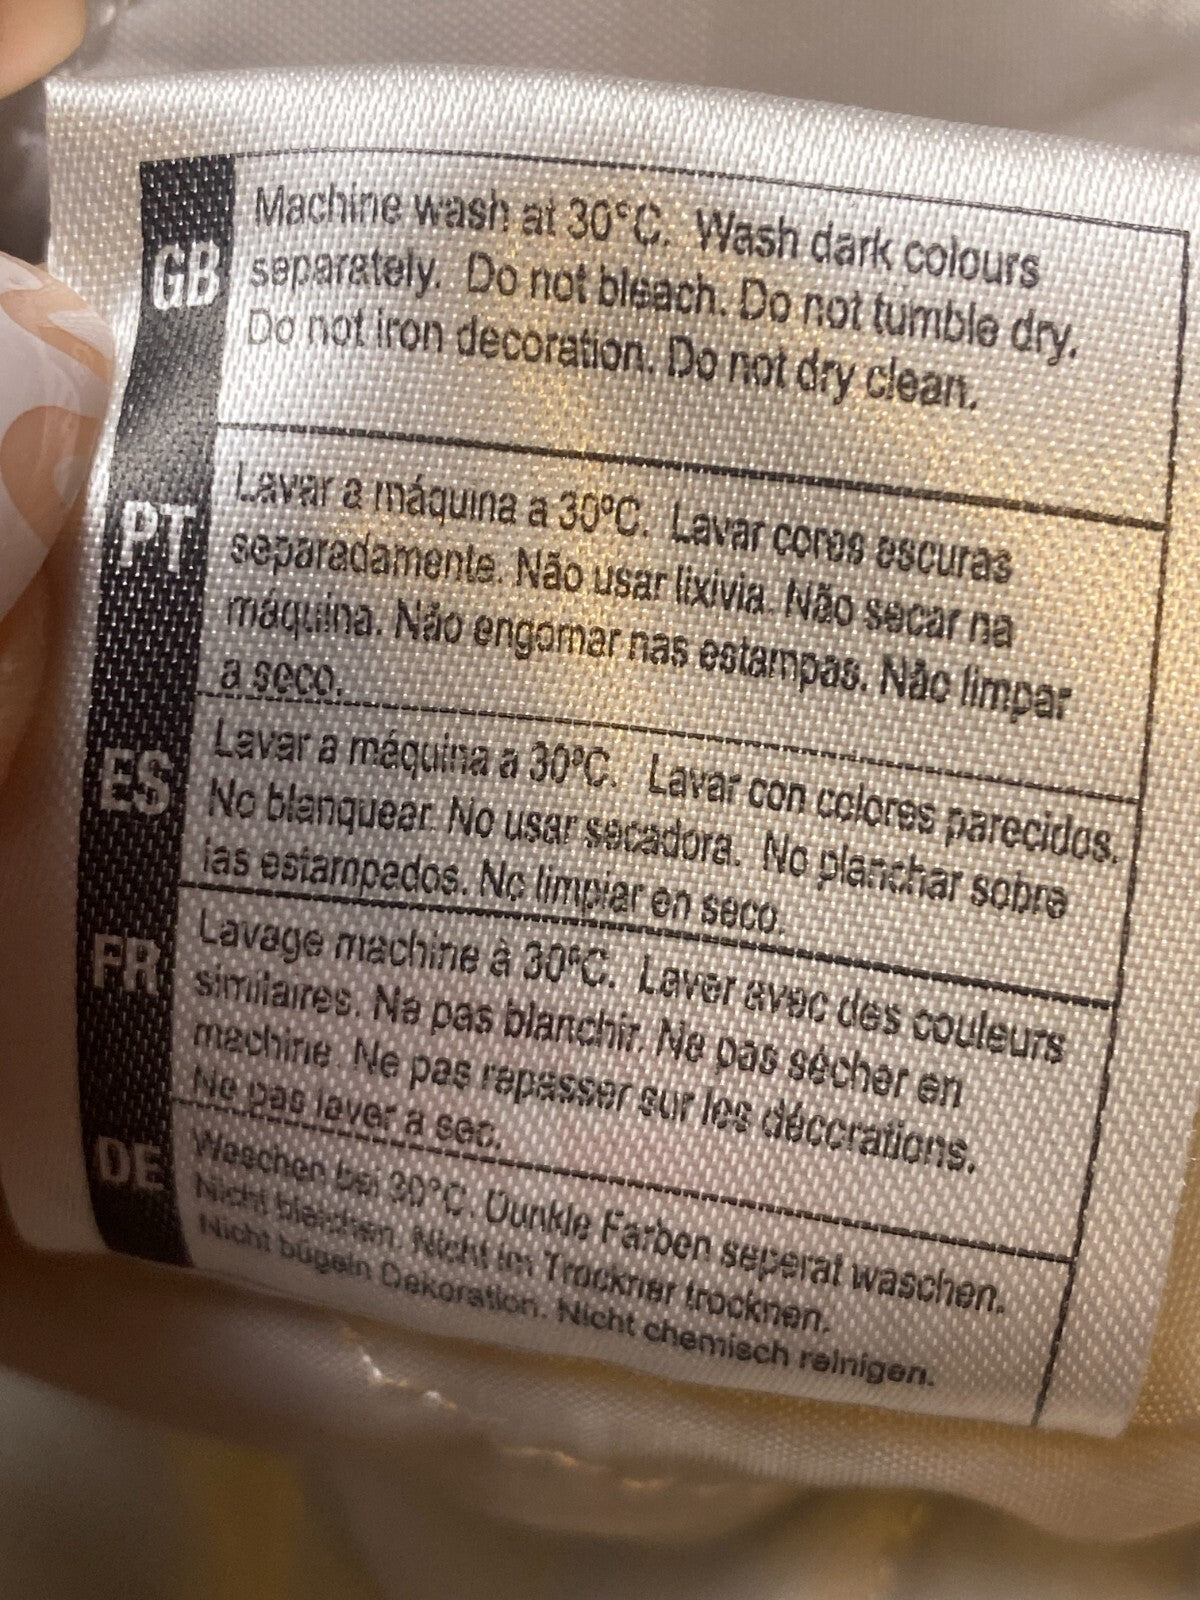 GB
Machine wash at 30°C. Wash dark colours
separately. Do not bleach. Do not tumble dry.
Do not iron decoration. Do not dry clean.
PT
Lavar a máquina a 30ºC. Lavar cores escuras
separadamente. Não usar lixivia. Não secar na
máquina. Não engomar nas estampas. Não limpar
a seco.
ES
Lavar a máquina a 30ºC. Lavar con colores parecidos.
No blanquear. No usar secadora. No planchar sobre
las estampados. No limpiar en seco.
FR
Lavage machine à 30ºC. Laver avec des couleurs
similaires. Na pas blanchir. Ne pas sécher en
machine. Ne pas repasser sur les décorations.
Ne pas laver a sec.
DE
Waschen bei 30°C. Dunkle Farben seperat waschen.
Nicht bleichen. Nicht im Trockner trocknen.
Nicht bügeln Dekoration. Nicht chemisch reinigen.